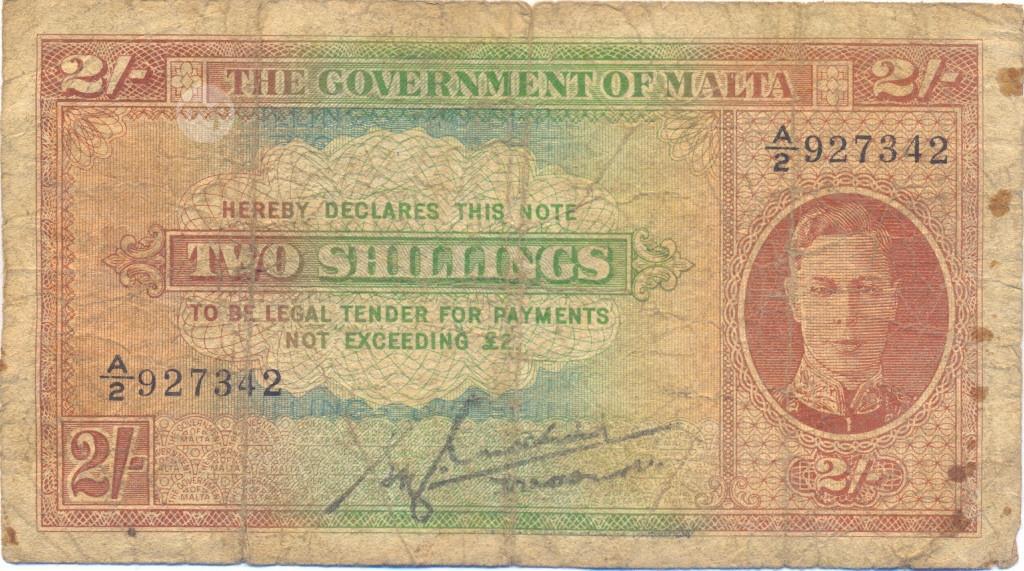 2/- THE GOVERNMENT OF MALTA 2/-
A/2 927342
HEREBY DECLARES THIS NOTE
TWO SHILLINGS
TO BE LEGAL TENDER FOR PAYMENTS
NOT EXCEEDING £2
A/2 927342
2/- 2/-